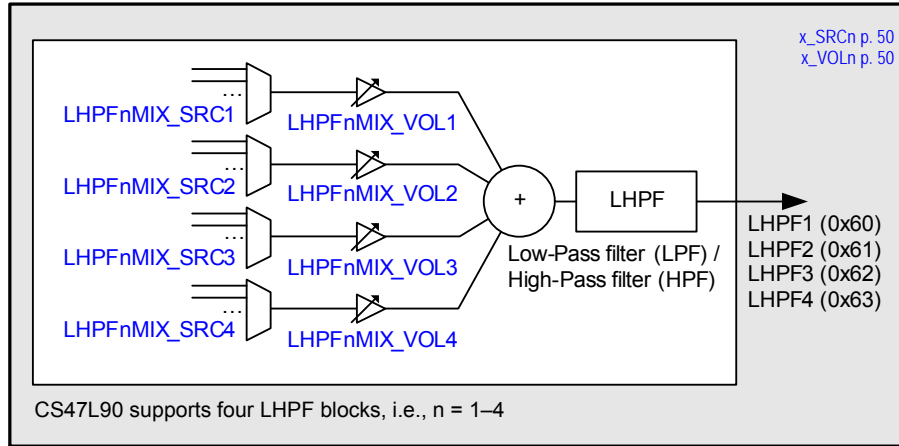 x_SRCn p. 50
x_VOLn p. 50
...
LHPFnMIX_SRC1
LHPFnMIX_VOL1
...
LHPFnMIX_SRC2
LHPFnMIX_VOL2
...
LHPFnMIX_SRC3
LHPFnMIX_VOL3
...
LHPFnMIX_SRC4
LHPFnMIX_VOL4
+
LHPF
Low-Pass filter (LPF) /
High-Pass filter (HPF)
LHPF1 (0x60)
LHPF2 (0x61)
LHPF3 (0x62)
LHPF4 (0x63)
CS47L90 supports four LHPF blocks, i.e., n = 1–4